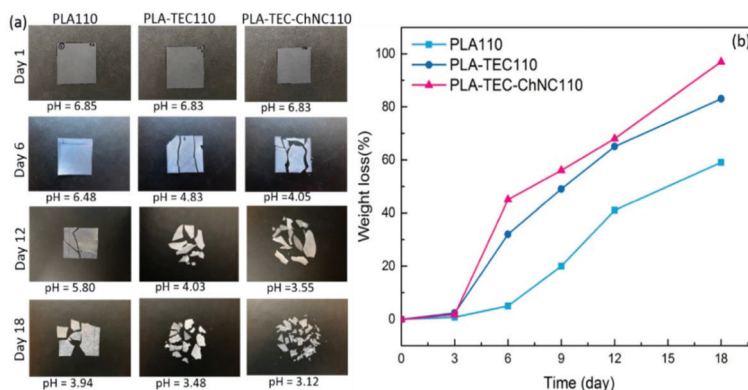 (a)
PLA110 PLA-TEC110 PLA-TEC-ChNC110
Day 1
pH = 6.85 pH = 6.83 pH = 6.83
Day 6
pH = 6.48 pH = 4.83 pH =4.05
Day 12
pH = 5.80 pH = 4.03 pH =3.55
Day 18
pH = 3.94 pH = 3.48 pH = 3.12
(b)
PLA110
PLA-TEC110
PLA-TEC-ChNC110
Weight loss(%)
100
80
60
40
20
0
0 3 6 9 12 15 18
Time (day)